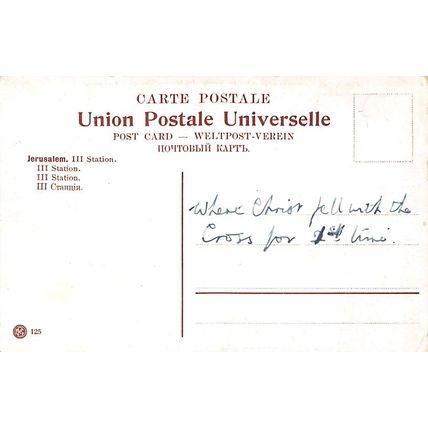 CARTE POSTALE
Union Postale Universelle
POST CARD — WELTPOST-VEREIN
ПОЧТОВЫЙ КАРТЪ.
Jerusalem. III Station.
III Station.
III Station.
III Станція.
Where Christ fell with the
Cross for 1st time.
125